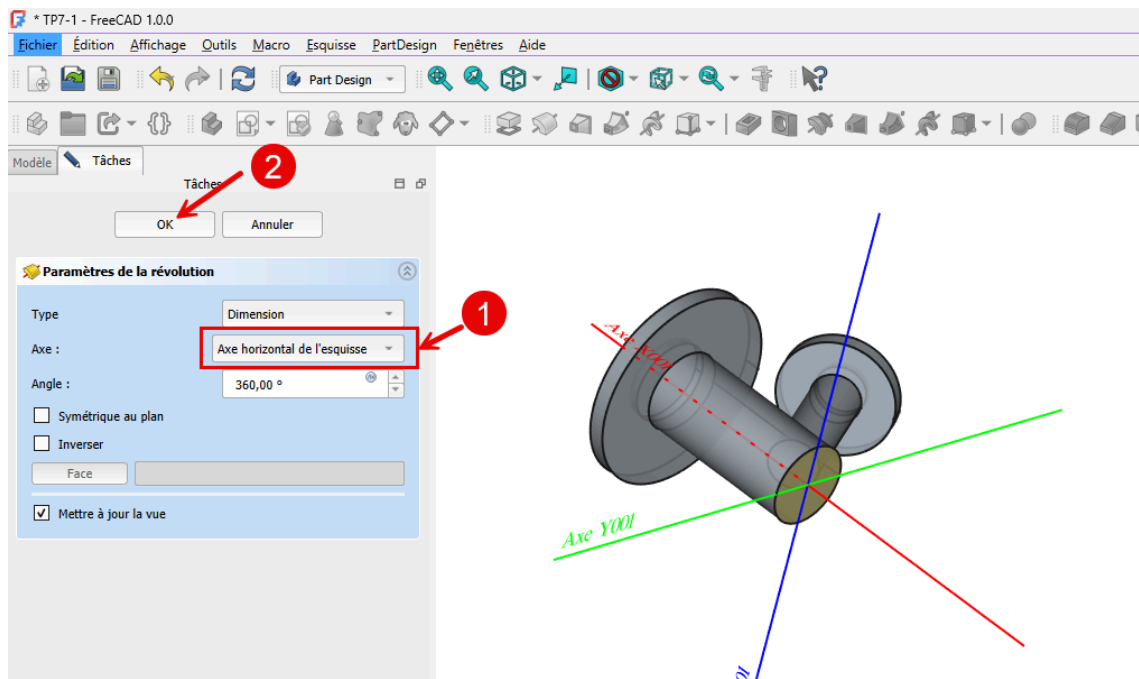 * TP7-1 - FreeCAD 1.0.0
Fichier Édition Affichage Outils Macro Esquisse PartDesign Fenêtres Aide
Part Design
Modèle Tâches
2
Tâches
OK Annuler
Paramètres de la révolution
Type Dimension
1
Axe : Axe horizontal de l'esquisse
Angle : 360,00 °
Symétrique au plan
Inverser
Face
Mettre à jour la vue
Axe X001
Axe Y001